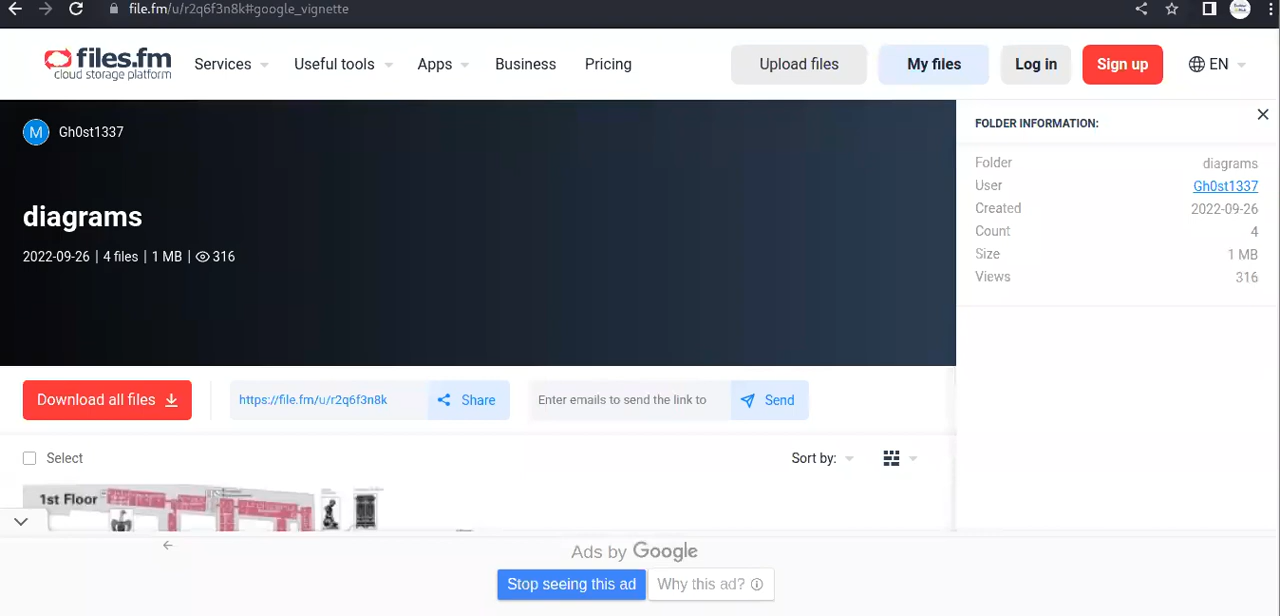 file.fm/u/r2q6f3n8k#google_vignette
files.fm
cloud storage platform
Services
Useful tools
Apps
Business
Pricing
Upload files
My files
Log in
Sign up
EN
M
Gh0st1337
diagrams
2022-09-26 | 4 files | 1 MB | 316
FOLDER INFORMATION:
Folder diagrams
User Gh0st1337
Created 2022-09-26
Count 4
Size 1 MB
Views 316
Download all files
https://file.fm/u/r2q6f3n8k
Share
Enter emails to send the link to
Send
Select
Sort by:
1st Floor
Ads by Google
Stop seeing this ad
Why this ad?